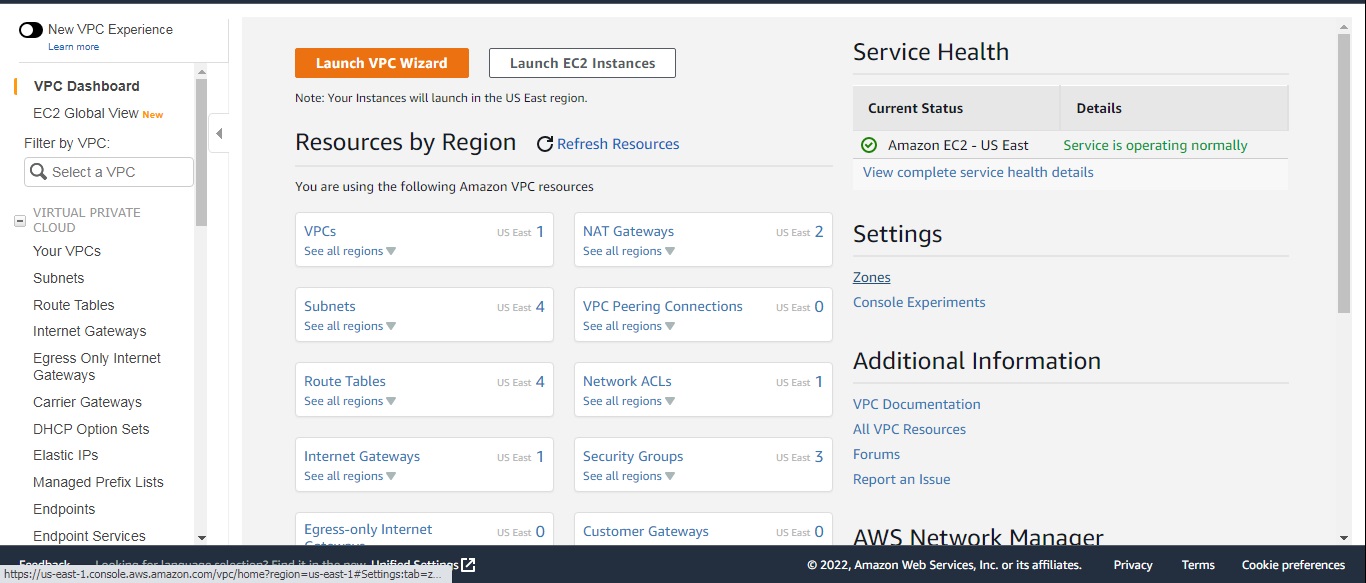 New VPC Experience
Learn more
VPC Dashboard
EC2 Global View New
Filter by VPC:
Select a VPC
VIRTUAL PRIVATE
CLOUD
Your VPCs
Subnets
Route Tables
Internet Gateways
Egress Only Internet
Gateways
Carrier Gateways
DHCP Option Sets
Elastic IPs
Managed Prefix Lists
Endpoints
Endpoint Services
Launch VPC Wizard
Launch EC2 Instances
Note: Your Instances will launch in the US East region.
Resources by Region
Refresh Resources
You are using the following Amazon VPC resources
VPCs US East 1
See all regions
NAT Gateways US East 2
See all regions
Subnets US East 4
See all regions
VPC Peering Connections US East 0
See all regions
Route Tables US East 4
See all regions
Network ACLs US East 1
See all regions
Internet Gateways US East 1
See all regions
Security Groups US East 3
See all regions
Egress-only Internet US East 0
Gateways
Customer Gateways US East 0
Service Health
Current Status Details
Amazon EC2 - US East Service is operating normally
View complete service health details
Settings
Zones
Console Experiments
Additional Information
VPC Documentation
All VPC Resources
Forums
Report an Issue
AWS Network Manager
Feedback Looking for language selection? Find it in the new Unified Settings
© 2022, Amazon Web Services, Inc. or its affiliates. Privacy Terms Cookie preferences
https://us-east-1.console.aws.amazon.com/vpc/home?region=us-east-1#Settings:tab=z...